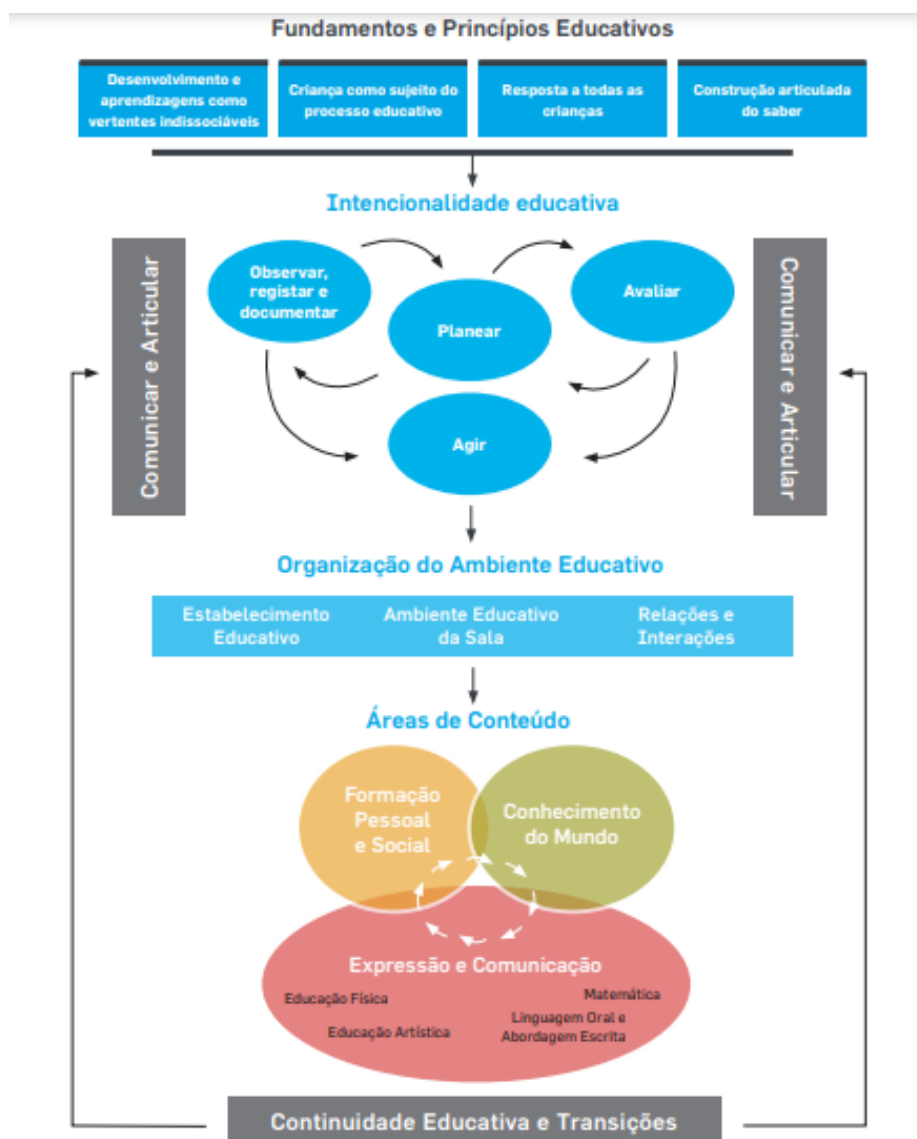 Fundamentos e Princípios Educativos
Desenvolvimento e
aprendizagens como
vertentes indissociáveis
Criança como sujeito do
processo educativo
Resposta a todas as
crianças
Construção articulada
do saber
Intencionalidade educativa
Comunicar e Articular
Observar,
registar e
documentar
Planear
Avaliar
Agir
Comunicar e Articular
Organização do Ambiente Educativo
Estabelecimento
Educativo
Ambiente Educativo
da Sala
Relações e
Interações
Áreas de Conteúdo
Formação
Pessoal
e Social
Conhecimento
do Mundo
Expressão e Comunicação
Educação Física
Educação Artística
Matemática
Linguagem Oral e
Abordagem Escrita
Continuidade Educativa e Transições